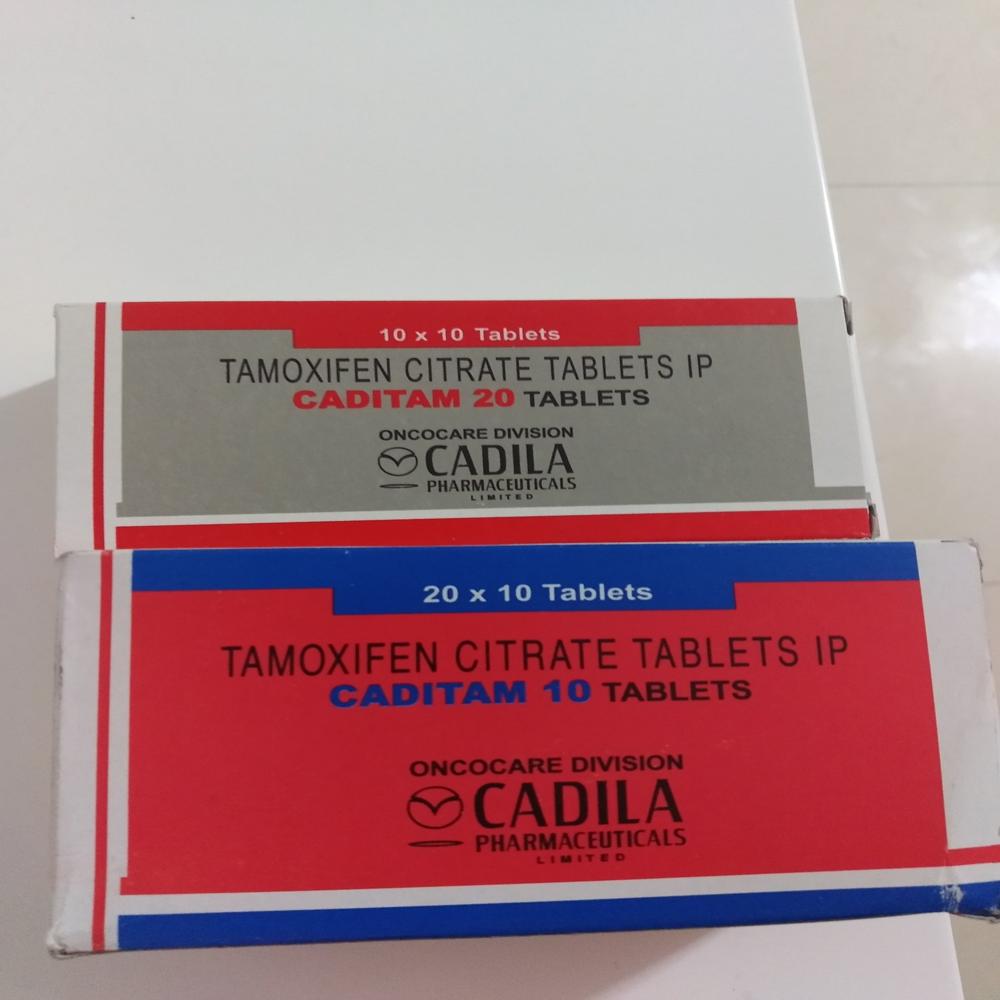 10 x 10 Tablets
TAMOXIFEN CITRATE TABLETS IP
CADITAM 20 TABLETS
ONCOCARE DIVISION
CADILA
PHARMACEUTICALS
LIMITED
20 x 10 Tablets
TAMOXIFEN CITRATE TABLETS IP
CADITAM 10 TABLETS
ONCOCARE DIVISION
CADILA
PHARMACEUTICALS
LIMITED